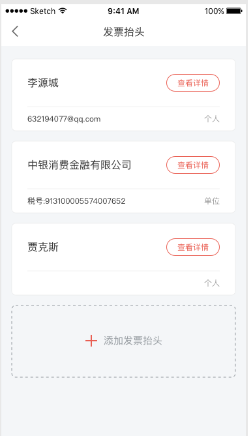 Sketch 9:41 AM 100%
发票抬头
李源城 查看详情
632194077@qq.com 个人
中银消费金融有限公司 查看详情
税号:913100005574007652 单位
贾克斯 查看详情
个人
添加发票抬头